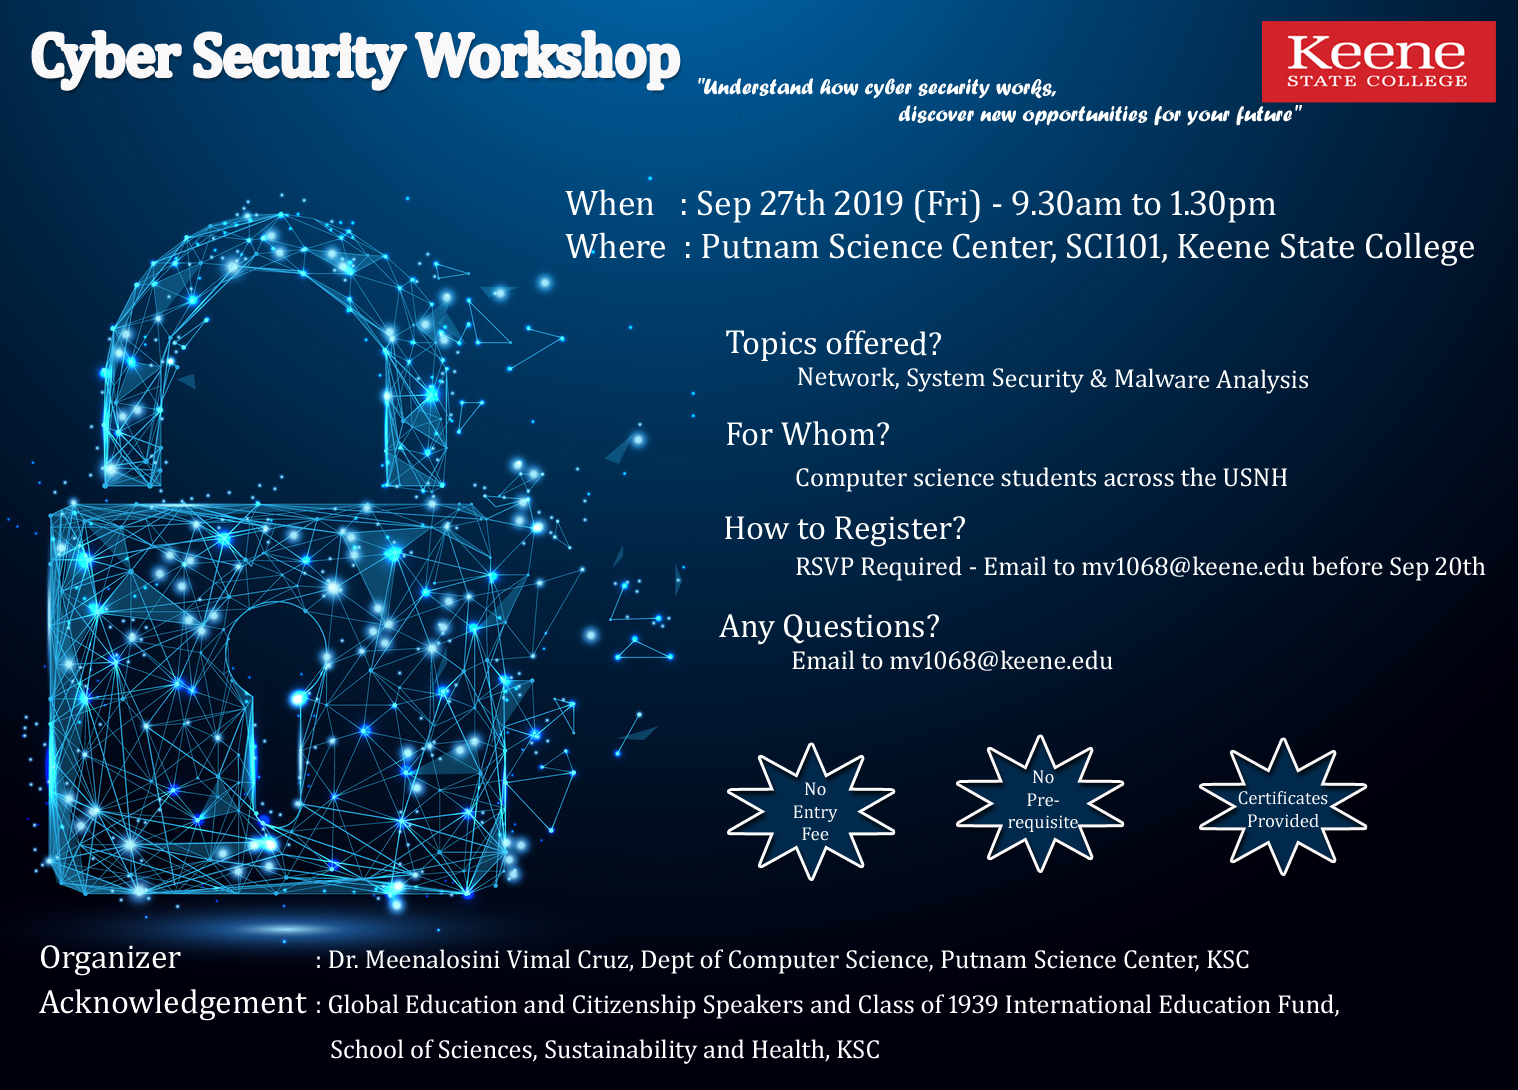 Cyber Security Workshop
Keene
STATE COLLEGE
"Understand how cyber security works,
discover new opportunities for your future"
When : Sep 27th 2019 (Fri) - 9.30am to 1.30pm
Where : Putnam Science Center, SCI101, Keene State College
Topics offered?
Network, System Security & Malware Analysis
For Whom?
Computer science students across the USNH
How to Register?
RSVP Required - Email to mv1068@keene.edu before Sep 20th
Any Questions?
Email to mv1068@keene.edu
No
Entry
Fee
No
Pre-
requisite
Certificates
Provided
Organizer : Dr. Meenalosini Vimal Cruz, Dept of Computer Science, Putnam Science Center, KSC
Acknowledgement : Global Education and Citizenship Speakers and Class of 1939 International Education Fund,
School of Sciences, Sustainability and Health, KSC